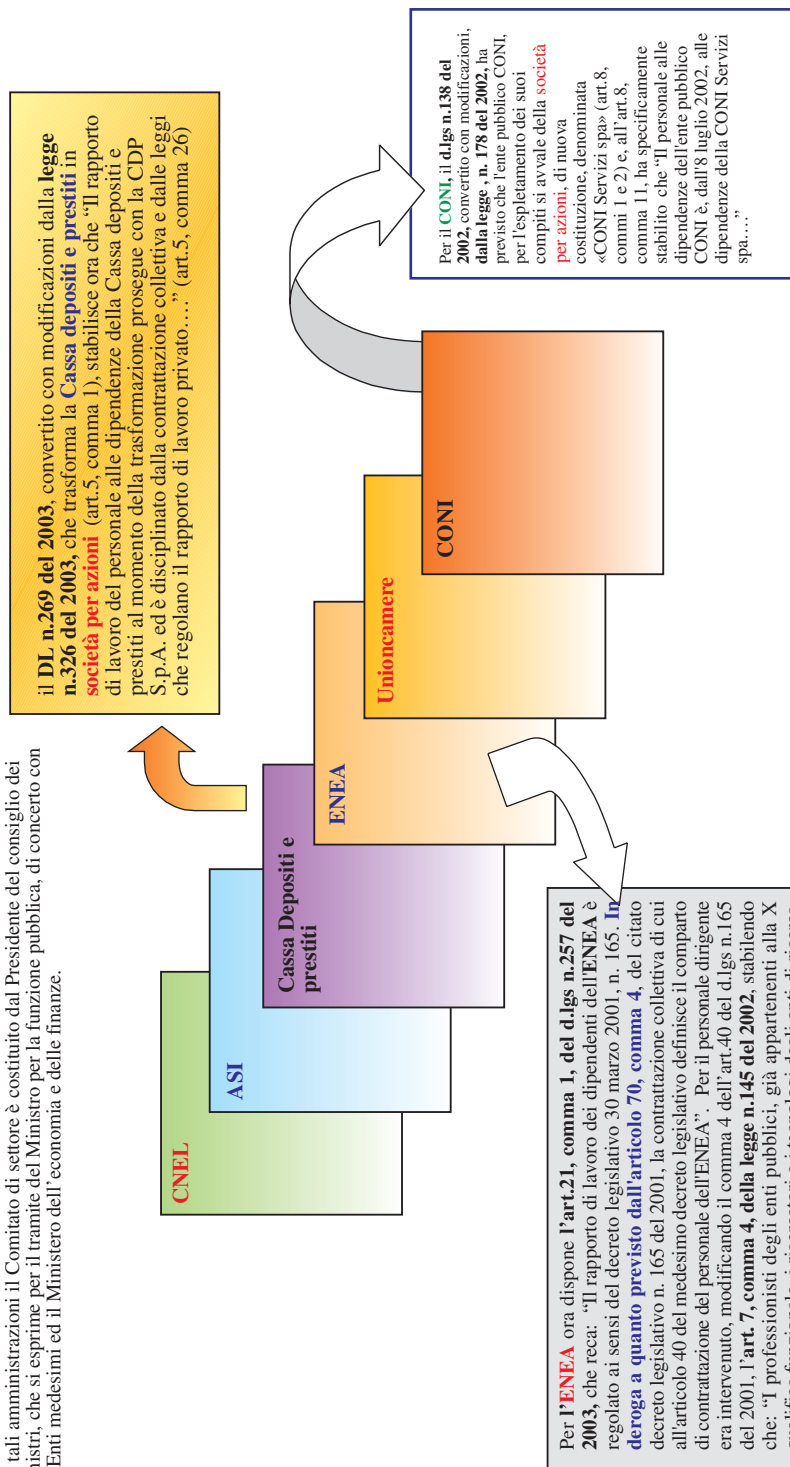 tali amministrazioni il Comitato di settore è costituito dal Presidente del consiglio dei
nistri, che si esprime per il tramite del Ministro per la funzione pubblica, di concerto con
Enti medesimi ed il Ministero dell'economia e delle finanze.
il DL n.269 del 2003, convertito con modificazioni dalla legge
n.326 del 2003, che trasforma la Cassa depositi e prestiti in
società per azioni (art.5, comma 1), stabilisce ora che "Il rapporto
di lavoro del personale alle dipendenze della Cassa depositi e
prestiti al momento della trasformazione prosegue con la CDP
S.p.A. ed è disciplinato dalla contrattazione collettiva e dalle leggi
che regolano il rapporto di lavoro privato…." (art.5, comma 26)
CNEL
ASI
Cassa Depositi e
prestiti
ENEA
Unioncamere
CONI
Per il CONI, il d.lgs n.138 del
2002, convertito con modificazioni,
dalla legge , n. 178 del 2002, ha
previsto che l'ente pubblico CONI,
per l'espletamento dei suoi
compiti si avvale della società
per azioni, di nuova
costituzione, denominata
«CONI Servizi spa» (art.8,
commi 1 e 2) e, all'art.8,
comma 11, ha specificamente
stabilito che "Il personale alle
dipendenze dell'ente pubblico
CONI è, dall'8 luglio 2002, alle
dipendenze della CONI Servizi
spa…."
Per l'ENEA ora dispone l'art.21, comma 1, del d.lgs n.257 del
2003, che reca: "Il rapporto di lavoro dei dipendenti dell'ENEA è
regolato ai sensi del decreto legislativo 30 marzo 2001, n. 165. In
deroga a quanto previsto dall'articolo 70, comma 4, del citato
decreto legislativo n. 165 del 2001, la contrattazione collettiva di cui
all'articolo 40 del medesimo decreto legislativo definisce il comparto
di contrattazione del personale dell'ENEA". Per il personale dirigente
era intervenuto, modificando il comma 4 dell'art.40 del d.lgs n.165
del 2001, l'art. 7, comma 4, della legge n.145 del 2002, stabilendo
che: "I professionisti degli enti pubblici, già appartenenti alla X